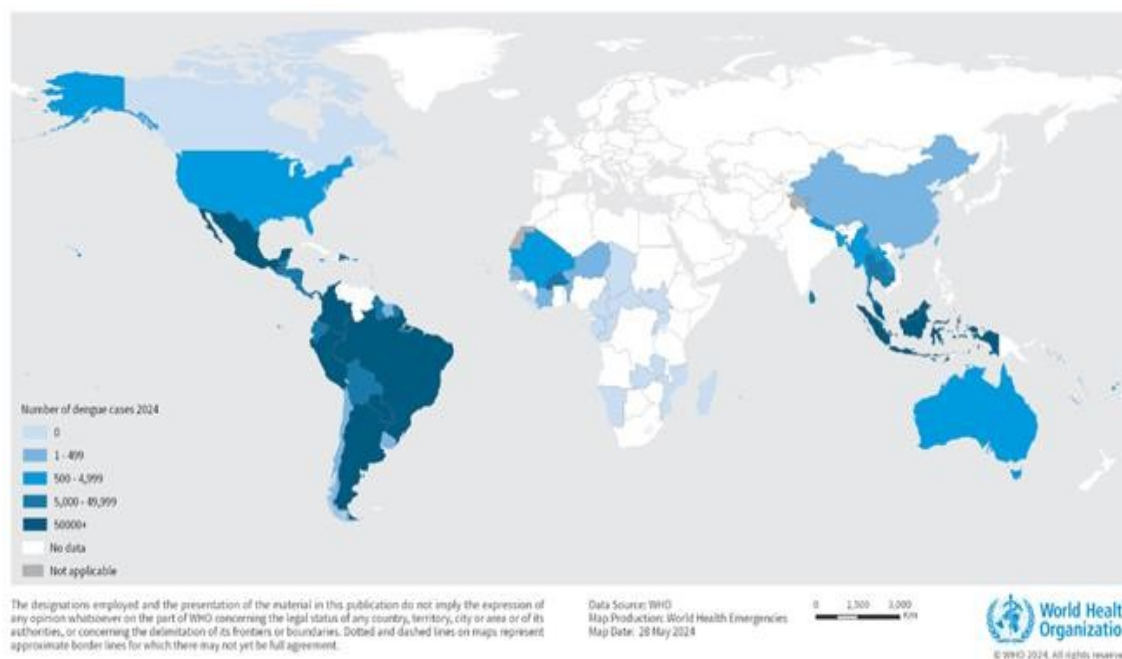 Number of dengue cases 2024
0
1 - 499
500 - 4,999
5,000 - 49,999
50000+
No data
Not applicable
The designations employed and the presentation of the material in this publication do not imply the expression of
any opinion whatsoever on the part of WHO concerning the legal status of any country, territory, city or area or of its
authorities, or concerning the delimitation of its frontiers or boundaries. Dotted and dashed lines on maps represent
approximate border lines for which there may not yet be full agreement.
Data Source: WHO
Map Production: World Health Emergencies
Map Date: 28 May 2024
0 1,500 3,000
Km
World Healt
Organizatio
© WHO 2024. All rights reserve